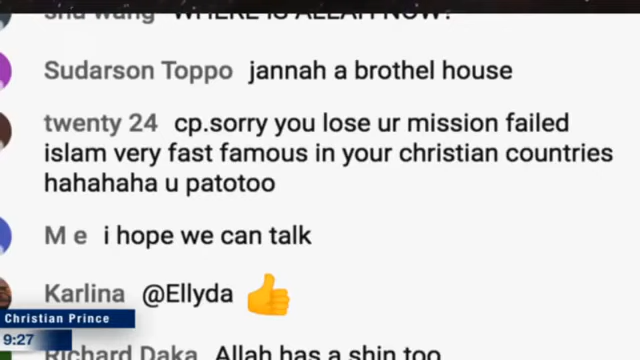 shu wang WHERE IS ALLAH NOW?
Sudarson Toppo jannah a brothel house
twenty 24 cp.sorry you lose ur mission failed
islam very fast famous in your christian countries
hahahaha u patotoo
M e i hope we can talk
Karlina @Ellyda 👍
Christian Prince
9:27
Richard Daka Allah has a shin too